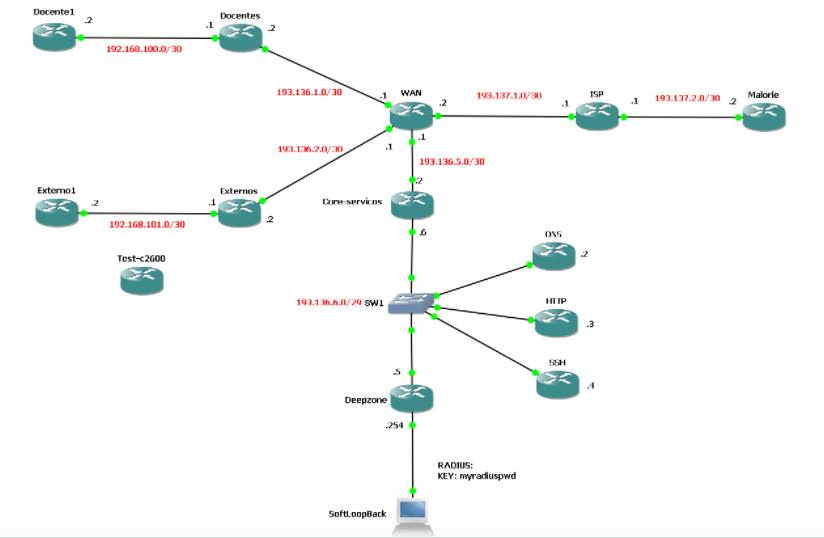 Docente1
.2
192.168.100.0/30
.1
Docentes
.2
193.136.1.0/30
.1
WAN
.2
193.137.1.0/30
.1
ISP
.1
193.137.2.0/30
.2
Malorie
193.136.2.0/30
.1
.1
193.136.5.0/30
.2
Core-servicos
.6
Externo1
.2
192.168.101.0/30
.1
Externos
.2
Test-c2600
193.136.6.0/29
SW1
DNS
.2
HTTP
.3
SSH
.4
.5
Deepzone
.254
RADIUS:
KEY: myradiuspwd
SoftLoopBack